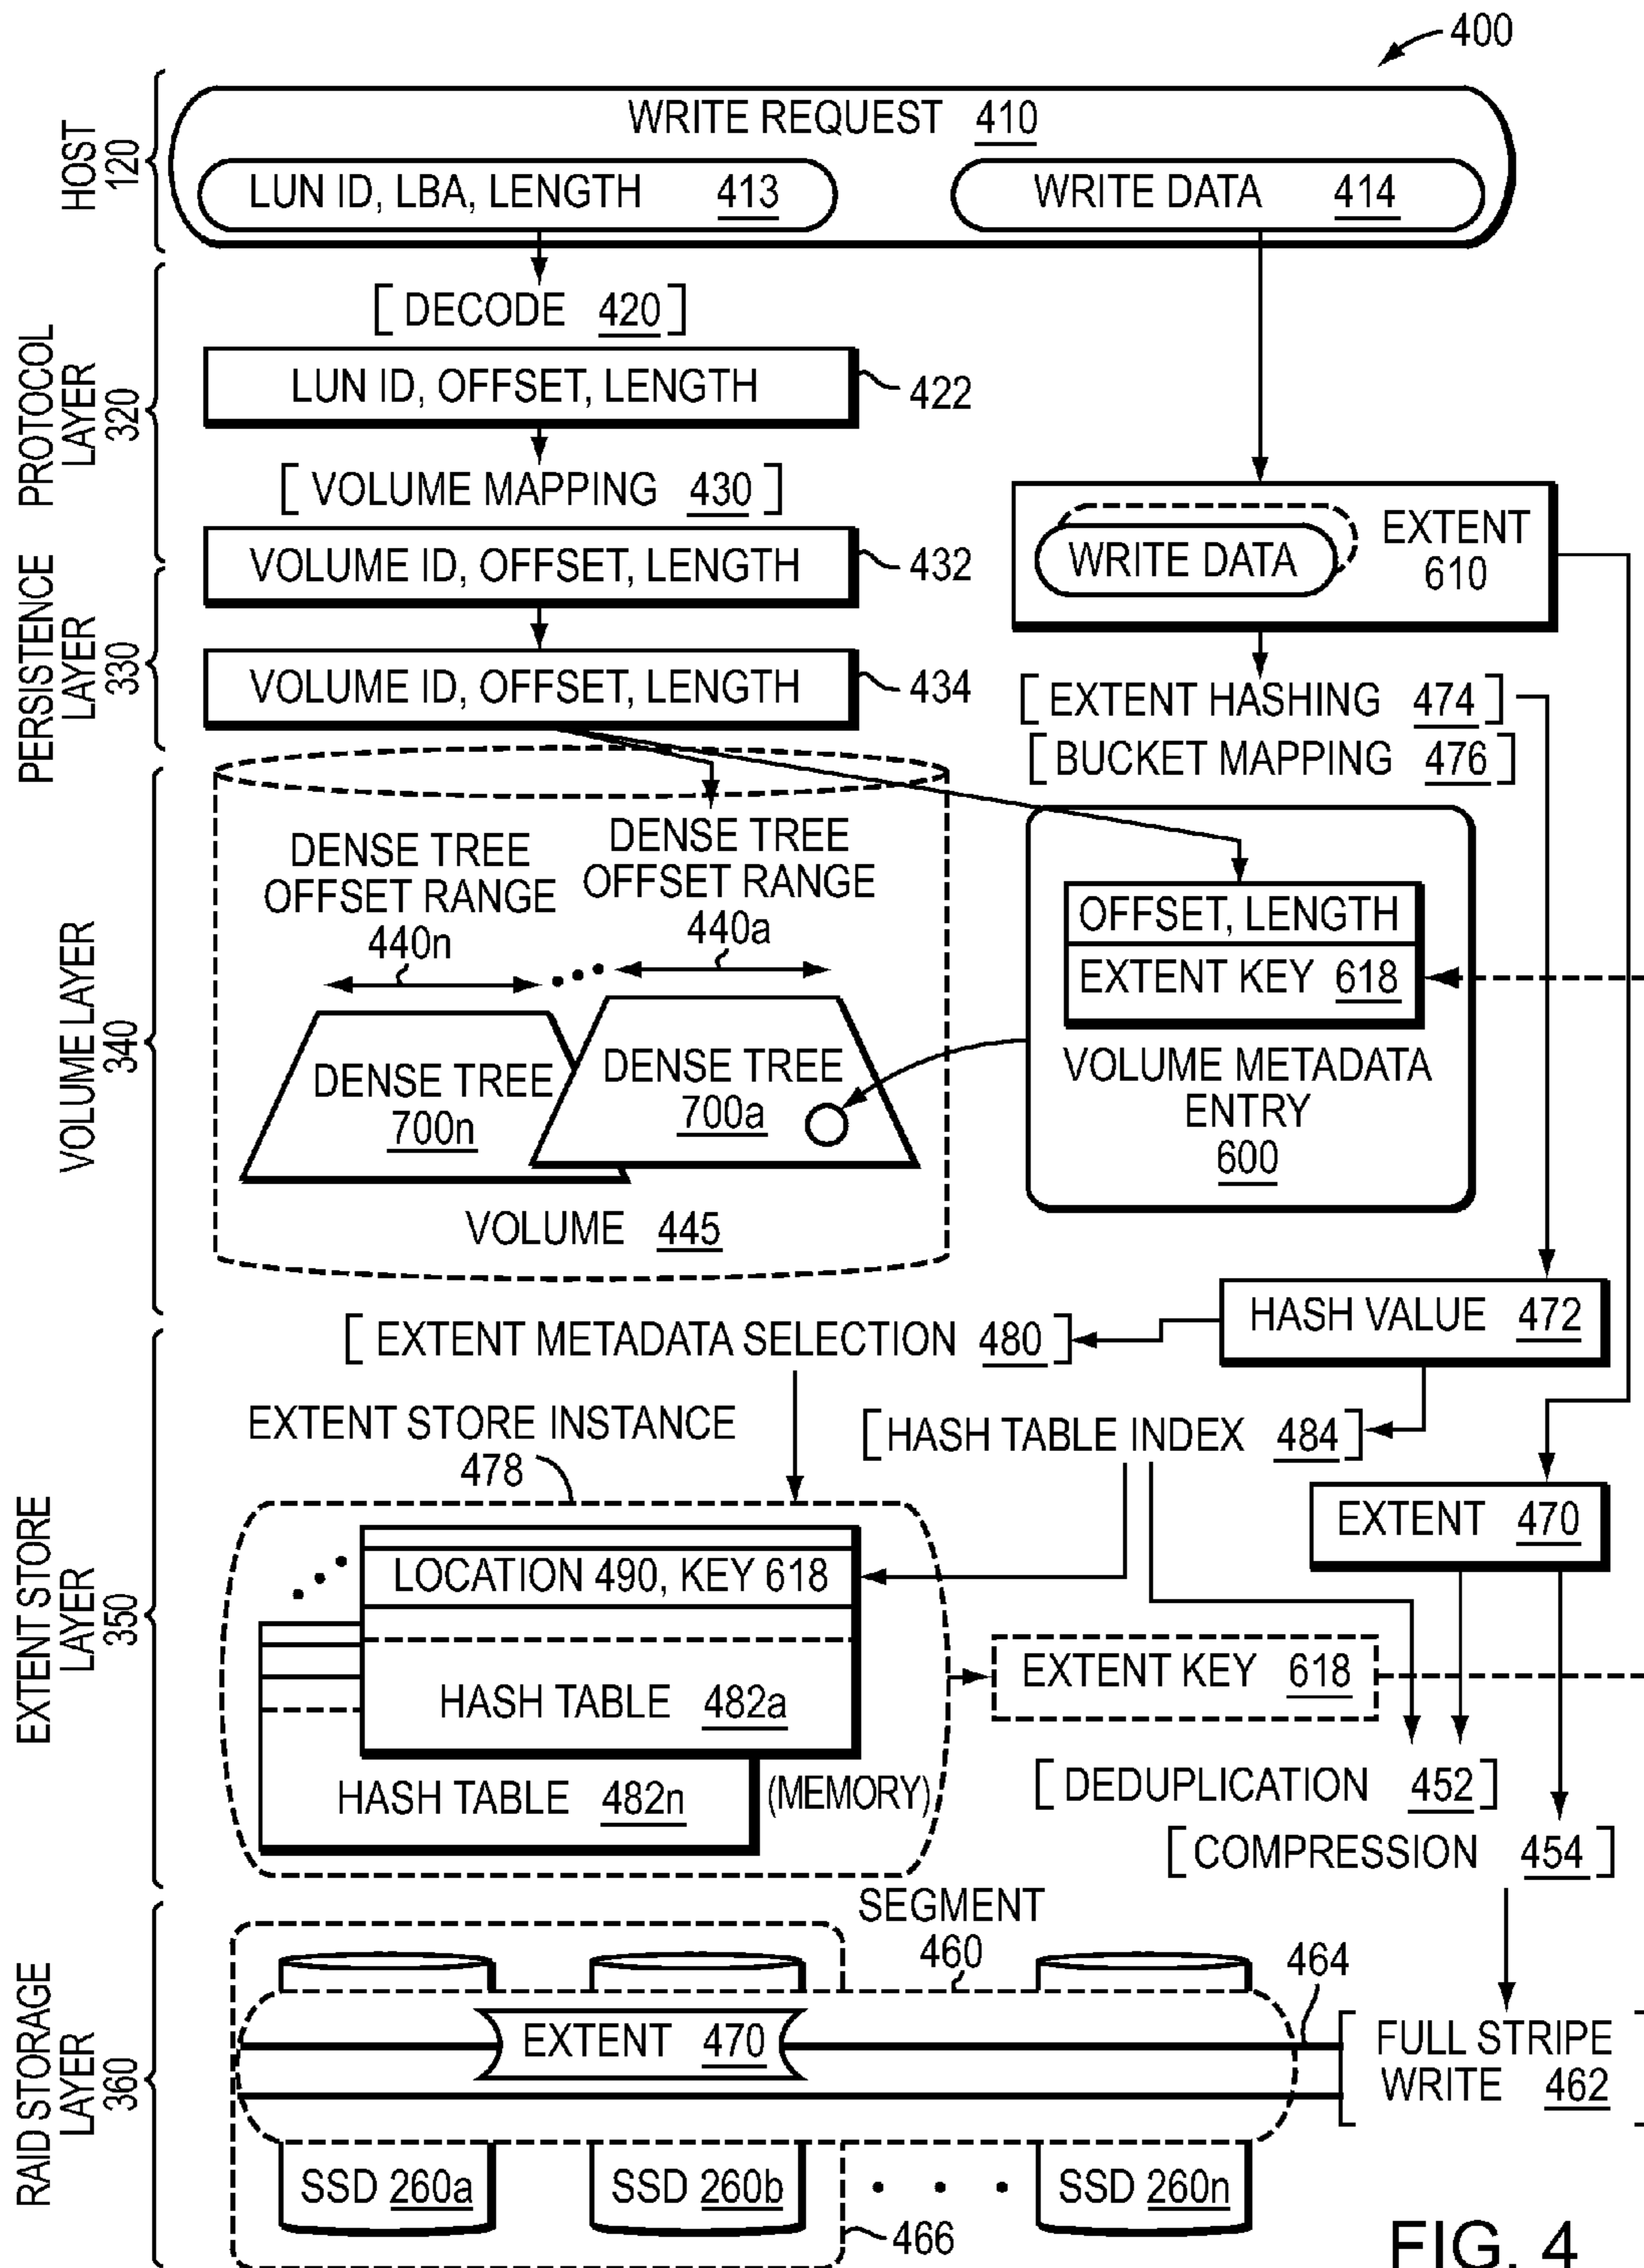 400
HOST
120
WRITE REQUEST 410
LUN ID, LBA, LENGTH 413
WRITE DATA 414
PROTOCOL
LAYER
320
[ DECODE 420 ]
LUN ID, OFFSET, LENGTH
422
[ VOLUME MAPPING 430 ]
VOLUME ID, OFFSET, LENGTH
432
WRITE DATA
EXTENT
610
PERSISTENCE
LAYER
330
VOLUME ID, OFFSET, LENGTH
434
[ EXTENT HASHING 474 ]
[ BUCKET MAPPING 476 ]
VOLUME LAYER
340
DENSE TREE
OFFSET RANGE
440n
DENSE TREE
OFFSET RANGE
440a
DENSE TREE
700n
DENSE TREE
700a
VOLUME 445
OFFSET, LENGTH
EXTENT KEY 618
VOLUME METADATA
ENTRY
600
HASH VALUE 472
EXTENT STORE
LAYER
350
[ EXTENT METADATA SELECTION 480 ]
EXTENT STORE INSTANCE
478
[ HASH TABLE INDEX 484 ]
EXTENT 470
LOCATION 490, KEY 618
HASH TABLE 482a
HASH TABLE 482n
(MEMORY)
EXTENT KEY 618
[ DEDUPLICATION 452 ]
[ COMPRESSION 454 ]
RAID STORAGE
LAYER
360
SEGMENT
460
464
EXTENT 470
[ FULL STRIPE
WRITE 462 ]
SSD 260a
SSD 260b
. . .
SSD 260n
466
FIG. 4